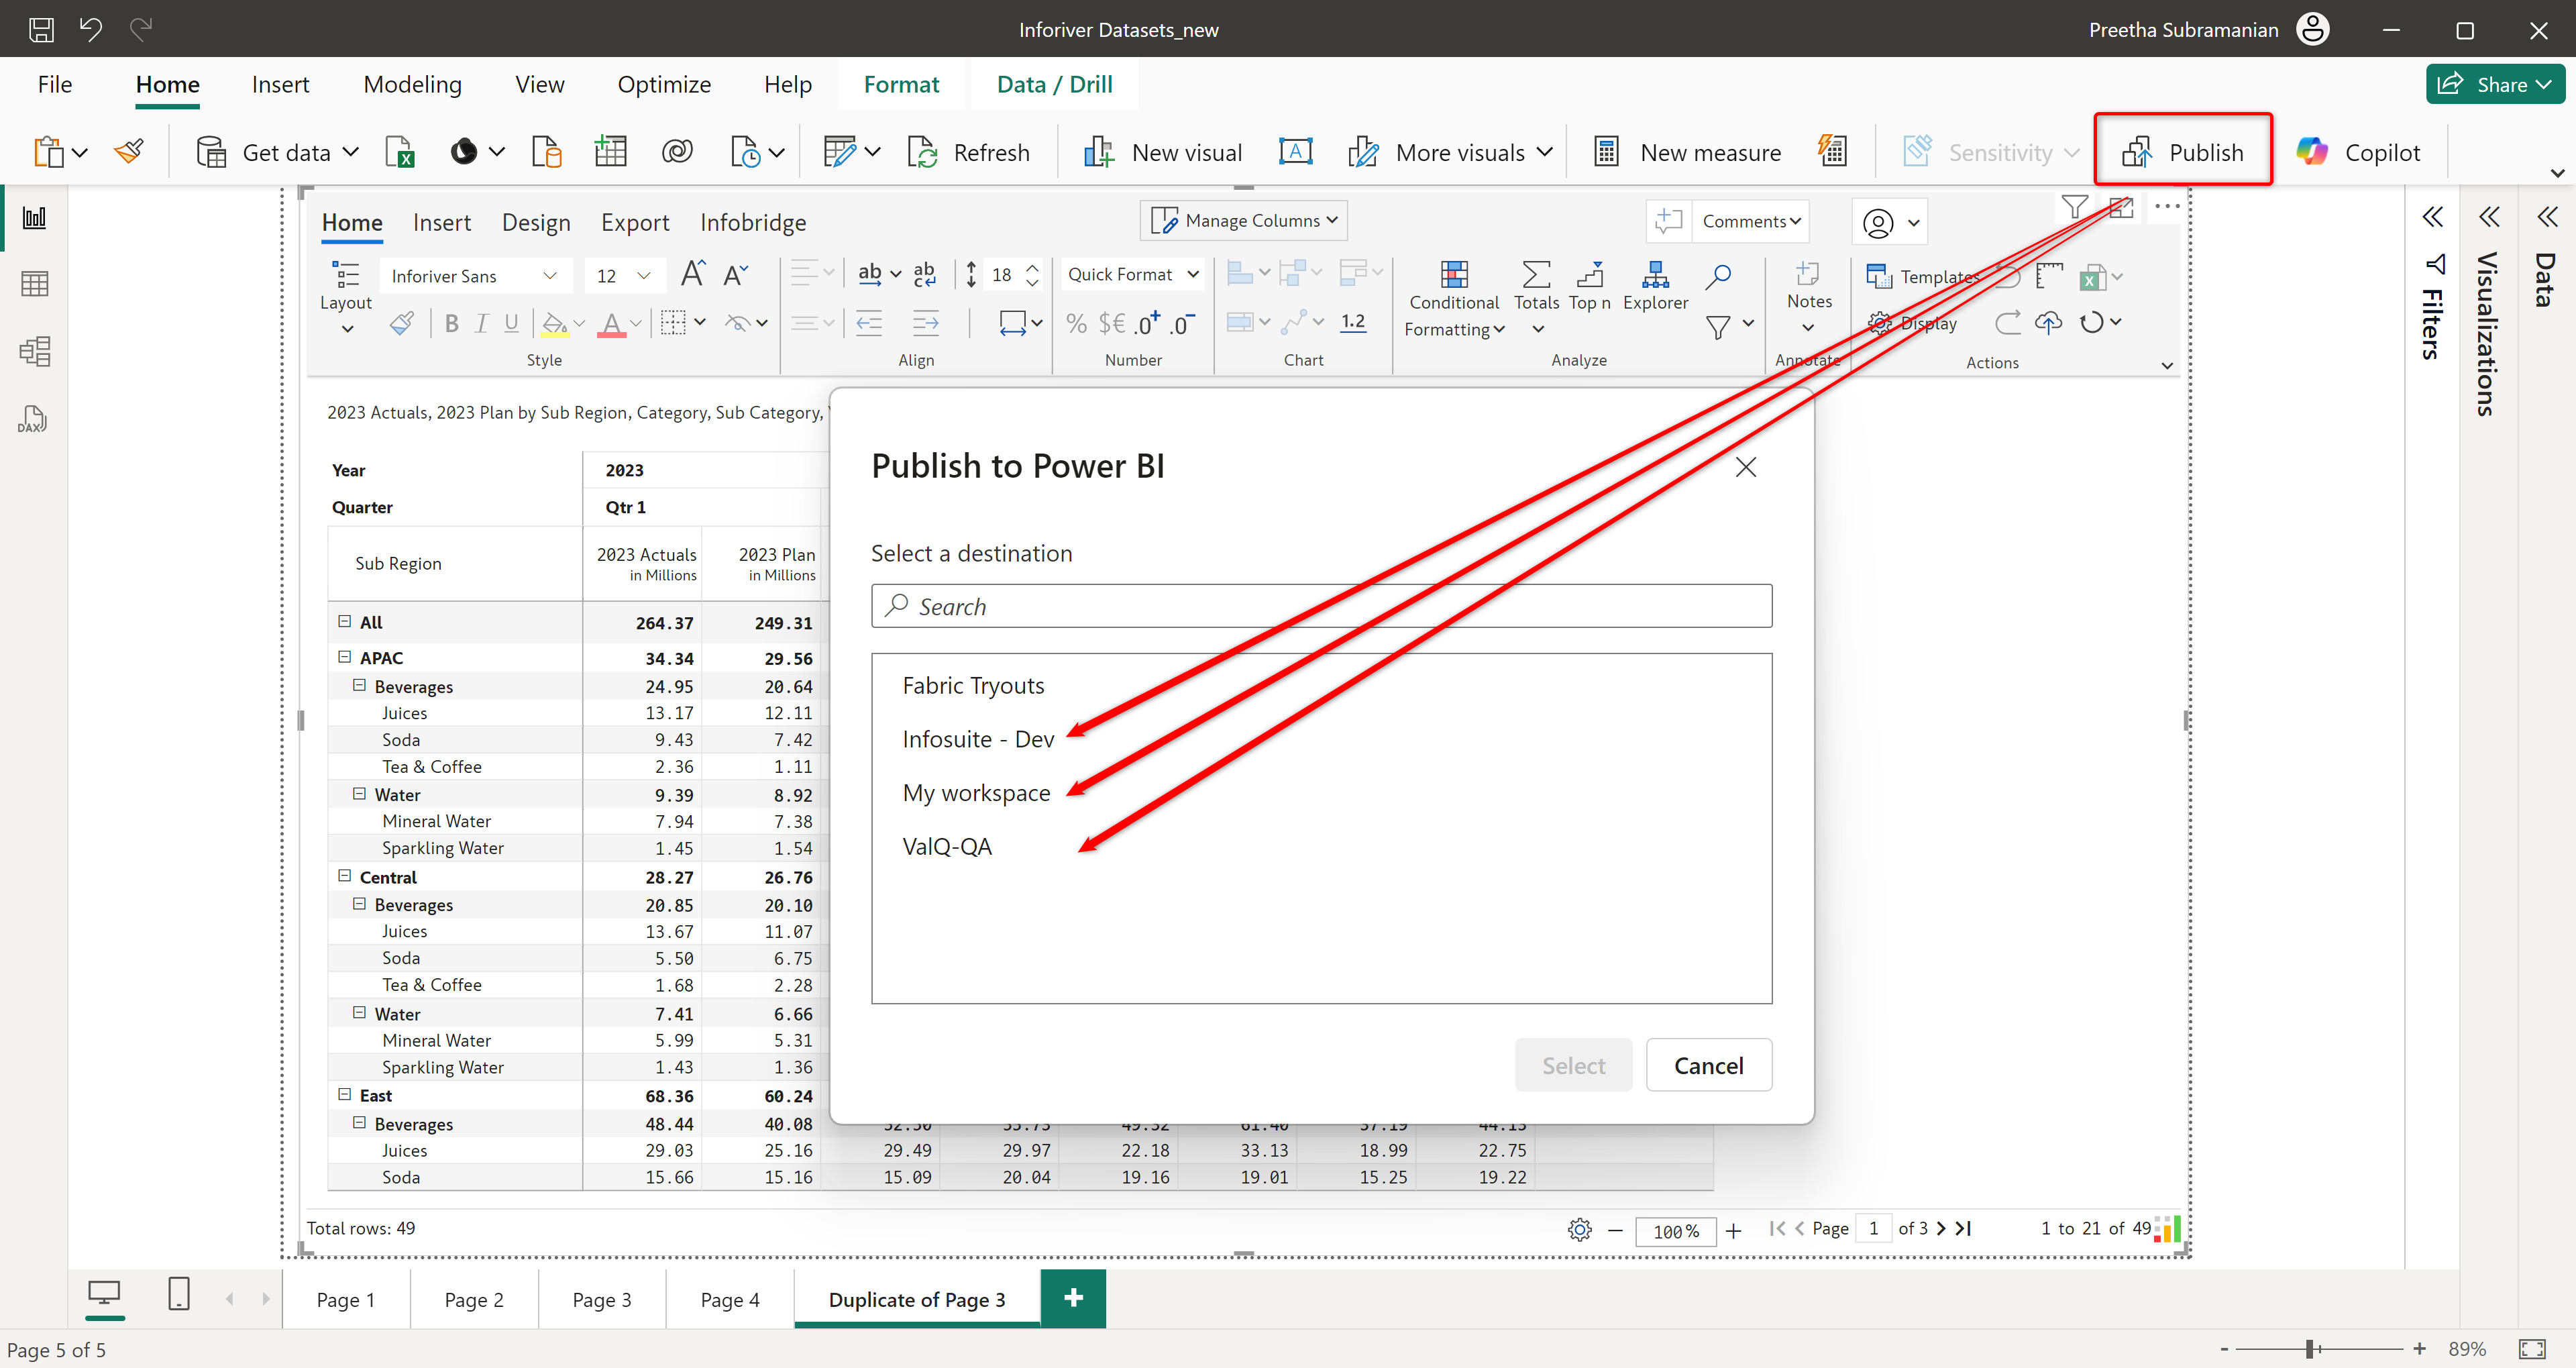 Inforiver Datasets_new
Preetha Subramanian
File Home Insert Modeling View Optimize Help Format Data / Drill Share
Get data Refresh New visual A More visuals New measure Sensitivity Publish Copilot
Home Insert Design Export Infobridge Manage Columns Comments
Layout Inforiver Sans 12 A A ab ab c 18 Quick Format Conditional Formatting Totals Top n Explorer Notes Templates
B I U A % $€ .0+ .0- 1.2 Display
Style Align Number Chart Analyze Annotate Actions
2023 Actuals, 2023 Plan by Sub Region, Category, Sub Category,
Year 2023
Quarter Qtr 1
Sub Region 2023 Actuals in Millions 2023 Plan in Millions
All 264.37 249.31
APAC 34.34 29.56
Beverages 24.95 20.64
Juices 13.17 12.11
Soda 9.43 7.42
Tea & Coffee 2.36 1.11
Water 9.39 8.92
Mineral Water 7.94 7.38
Sparkling Water 1.45 1.54
Central 28.27 26.76
Beverages 20.85 20.10
Juices 13.67 11.07
Soda 5.50 6.75
Tea & Coffee 1.68 2.28
Water 7.41 6.66
Mineral Water 5.99 5.31
Sparkling Water 1.43 1.36
East 68.36 60.24
Beverages 48.44 40.08
Juices 29.03 25.16 29.49 29.97 22.18 33.13 18.99 22.75
Soda 15.66 15.16 15.09 20.04 19.16 19.01 15.25 19.22
Publish to Power BI
Select a destination
Search
Fabric Tryouts
Infosuite - Dev
My workspace
ValQ-QA
Select Cancel
Total rows: 49 100% Page 1 of 3 1 to 21 of 49
Filters
Visualizations
Data
DAX
Page 1 Page 2 Page 3 Page 4 Duplicate of Page 3 +
Page 5 of 5 - + 89%